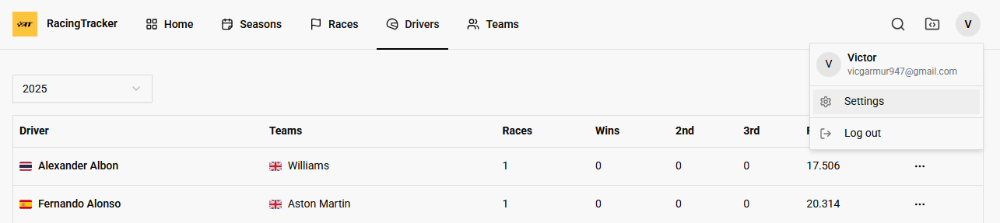 RacingTracker Home Seasons Races Drivers Teams V
V Victor
vicgarmur947@gmail.com
2025
Settings
Log out
Driver Teams Races Wins 2nd 3rd
Alexander Albon Williams 1 0 0 0 17.506
Fernando Alonso Aston Martin 1 0 0 0 20.314